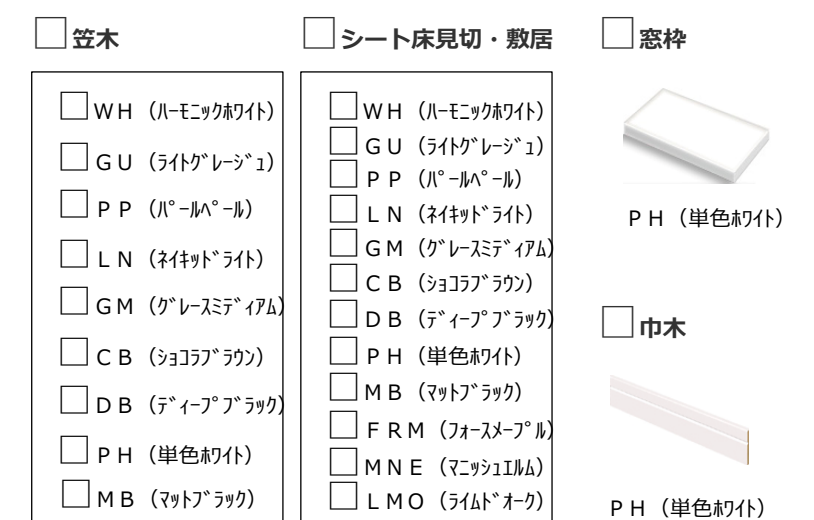 □笠木
□WH（ﾊｰﾓﾆｯｸﾎﾜｲﾄ）
□GU（ﾗｲﾄｸﾞﾚｰｼﾞｭ）
□PP（ﾊﾟｰﾙﾍﾟｰﾙ）
□LN（ﾈｲｷｯﾄﾞﾗｲﾄ）
□GM（ｸﾞﾚｰｽﾐﾃﾞｨｱﾑ）
□CB（ｼｮｺﾗﾌﾞﾗｳﾝ）
□DB（ﾃﾞｨｰﾌﾟﾌﾞﾗｯｸ）
□PH（単色ﾎﾜｲﾄ）
□MB（ﾏｯﾄﾌﾞﾗｯｸ）
□シート床見切・敷居
□WH（ﾊｰﾓﾆｯｸﾎﾜｲﾄ）
□GU（ﾗｲﾄｸﾞﾚｰｼﾞｭ）
□PP（ﾊﾟｰﾙﾍﾟｰﾙ）
□LN（ﾈｲｷｯﾄﾞﾗｲﾄ）
□GM（ｸﾞﾚｰｽﾐﾃﾞｨｱﾑ）
□CB（ｼｮｺﾗﾌﾞﾗｳﾝ）
□DB（ﾃﾞｨｰﾌﾟﾌﾞﾗｯｸ）
□PH（単色ﾎﾜｲﾄ）
□MB（ﾏｯﾄﾌﾞﾗｯｸ）
□FRM（ﾌｫｰｽﾒｰﾌﾟﾙ）
□MNE（ﾏﾆｯｼｭｴﾙﾑ）
□LMO（ﾗｲﾑﾄﾞｵｰｸ）
□窓枠
PH（単色ﾎﾜｲﾄ）
□巾木
PH（単色ﾎﾜｲﾄ）